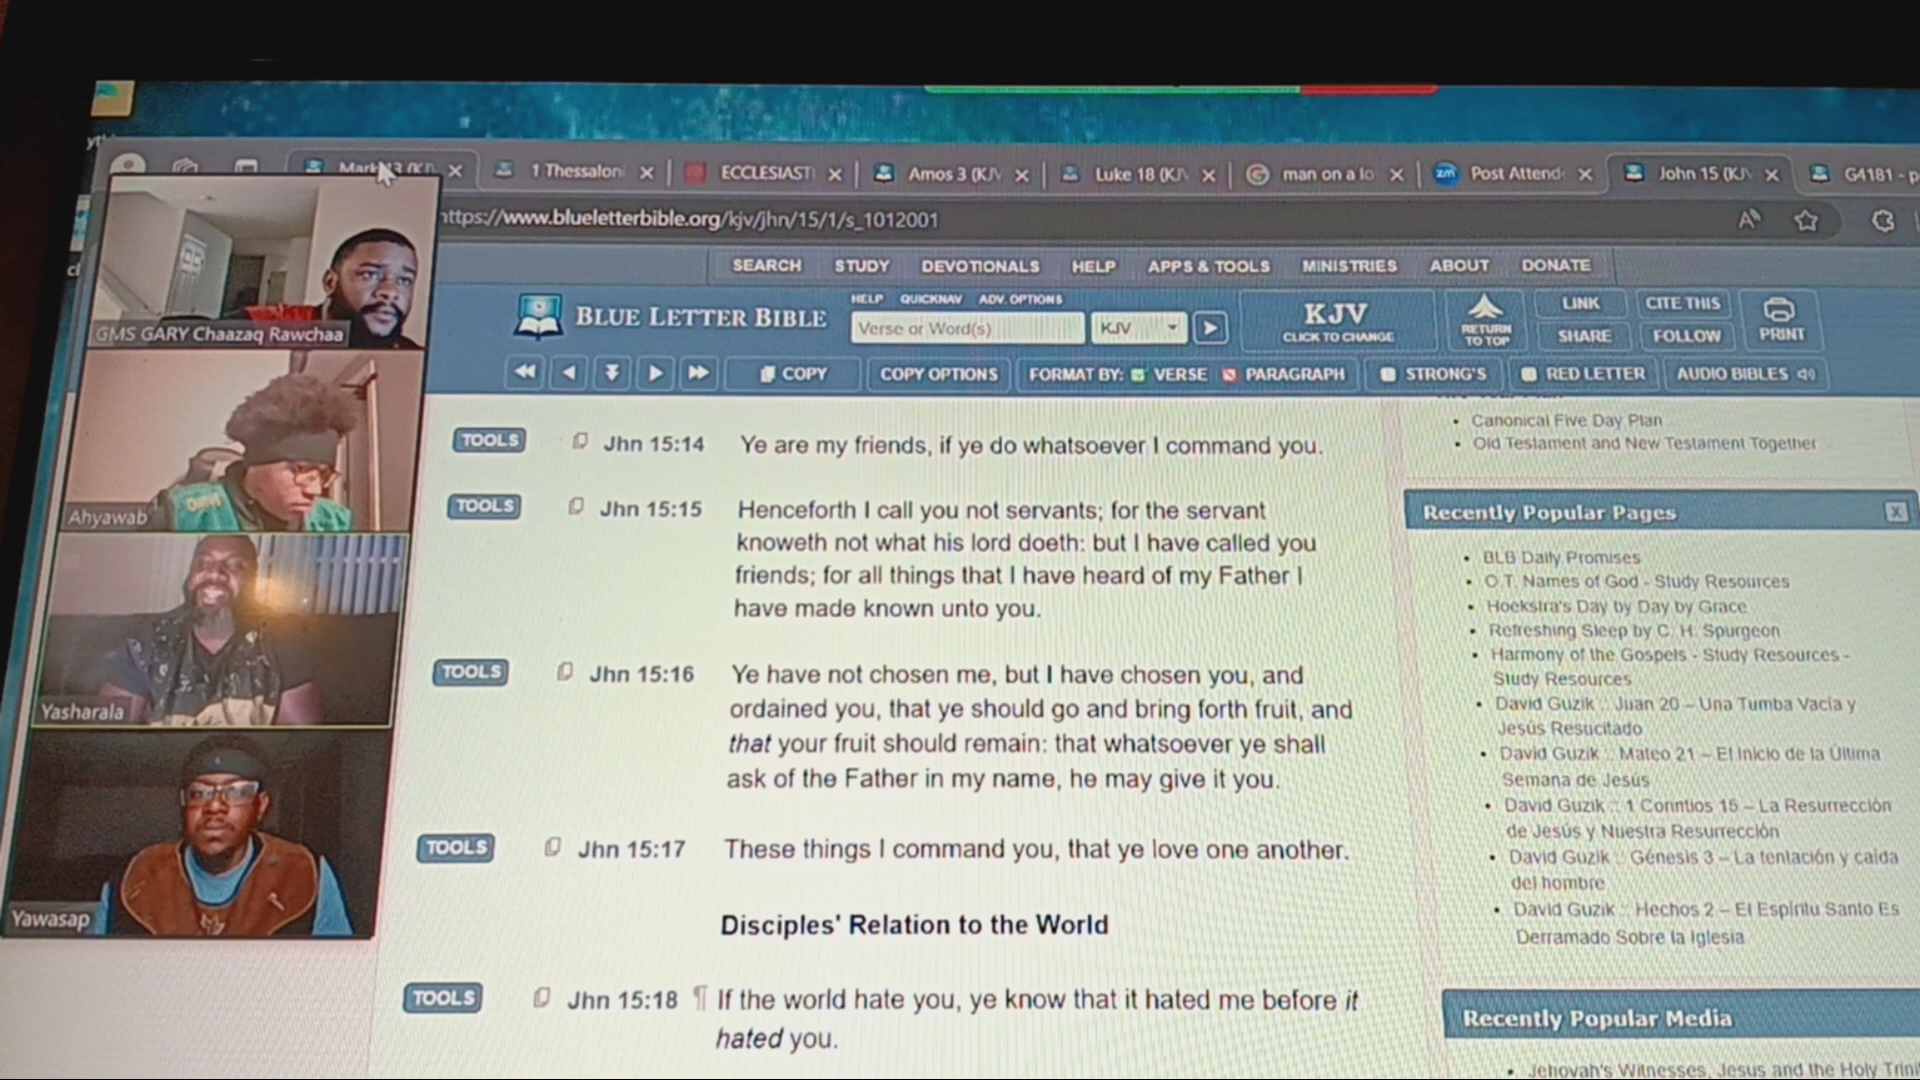 Mark 13 (KJV
1 Thessaloni
ECCLESIASTI
Amos 3 (KJV
Luke 18 (KJV
man on a lo
Post Attend
John 15 (KJV
G4181 - p
https://www.blueletterbible.org/kjv/jhn/15/1/s_1012001
SEARCH STUDY DEVOTIONALS HELP APPS & TOOLS MINISTRIES ABOUT DONATE
BLUE LETTER BIBLE
HELP QUICKNAV ADV. OPTIONS
Verse or Word(s)
KJV
KJV
CLICK TO CHANGE
RETURN
TO TOP
LINK
CITE THIS
SHARE
FOLLOW
PRINT
COPY
COPY OPTIONS
FORMAT BY: VERSE PARAGRAPH
STRONG'S
RED LETTER
AUDIO BIBLES
GMS GARY Chaazaq Rawchaa
Ahyawab
Yasharala
Yawasap
TOOLS Jhn 15:14 Ye are my friends, if ye do whatsoever I command you.
TOOLS Jhn 15:15 Henceforth I call you not servants; for the servant
knoweth not what his lord doeth: but I have called you
friends; for all things that I have heard of my Father I
have made known unto you.
TOOLS Jhn 15:16 Ye have not chosen me, but I have chosen you, and
ordained you, that ye should go and bring forth fruit, and
that your fruit should remain: that whatsoever ye shall
ask of the Father in my name, he may give it you.
TOOLS Jhn 15:17 These things I command you, that ye love one another.
Disciples' Relation to the World
TOOLS Jhn 15:18 ¶ If the world hate you, ye know that it hated me before it
hated you.
Canonical Five Day Plan
Old Testament and New Testament Together
Recently Popular Pages
BLB Daily Promises
O.T. Names of God - Study Resources
Hoekstra's Day by Day by Grace
Refreshing Sleep by C. H. Spurgeon
Harmony of the Gospels - Study Resources -
Study Resources
David Guzik :: Juan 20 – Una Tumba Vacía y
Jesús Resucitado
David Guzik :: Mateo 21 – El Inicio de la Última
Semana de Jesús
David Guzik :: 1 Corintios 15 – La Resurrección
de Jesús y Nuestra Resurrección
David Guzik :: Génesis 3 – La tentación y caída
del hombre
David Guzik :: Hechos 2 – El Espíritu Santo Es
Derramado Sobre la Iglesia
Recently Popular Media
Jehovah's Witnesses, Jesus and the Holy Trini